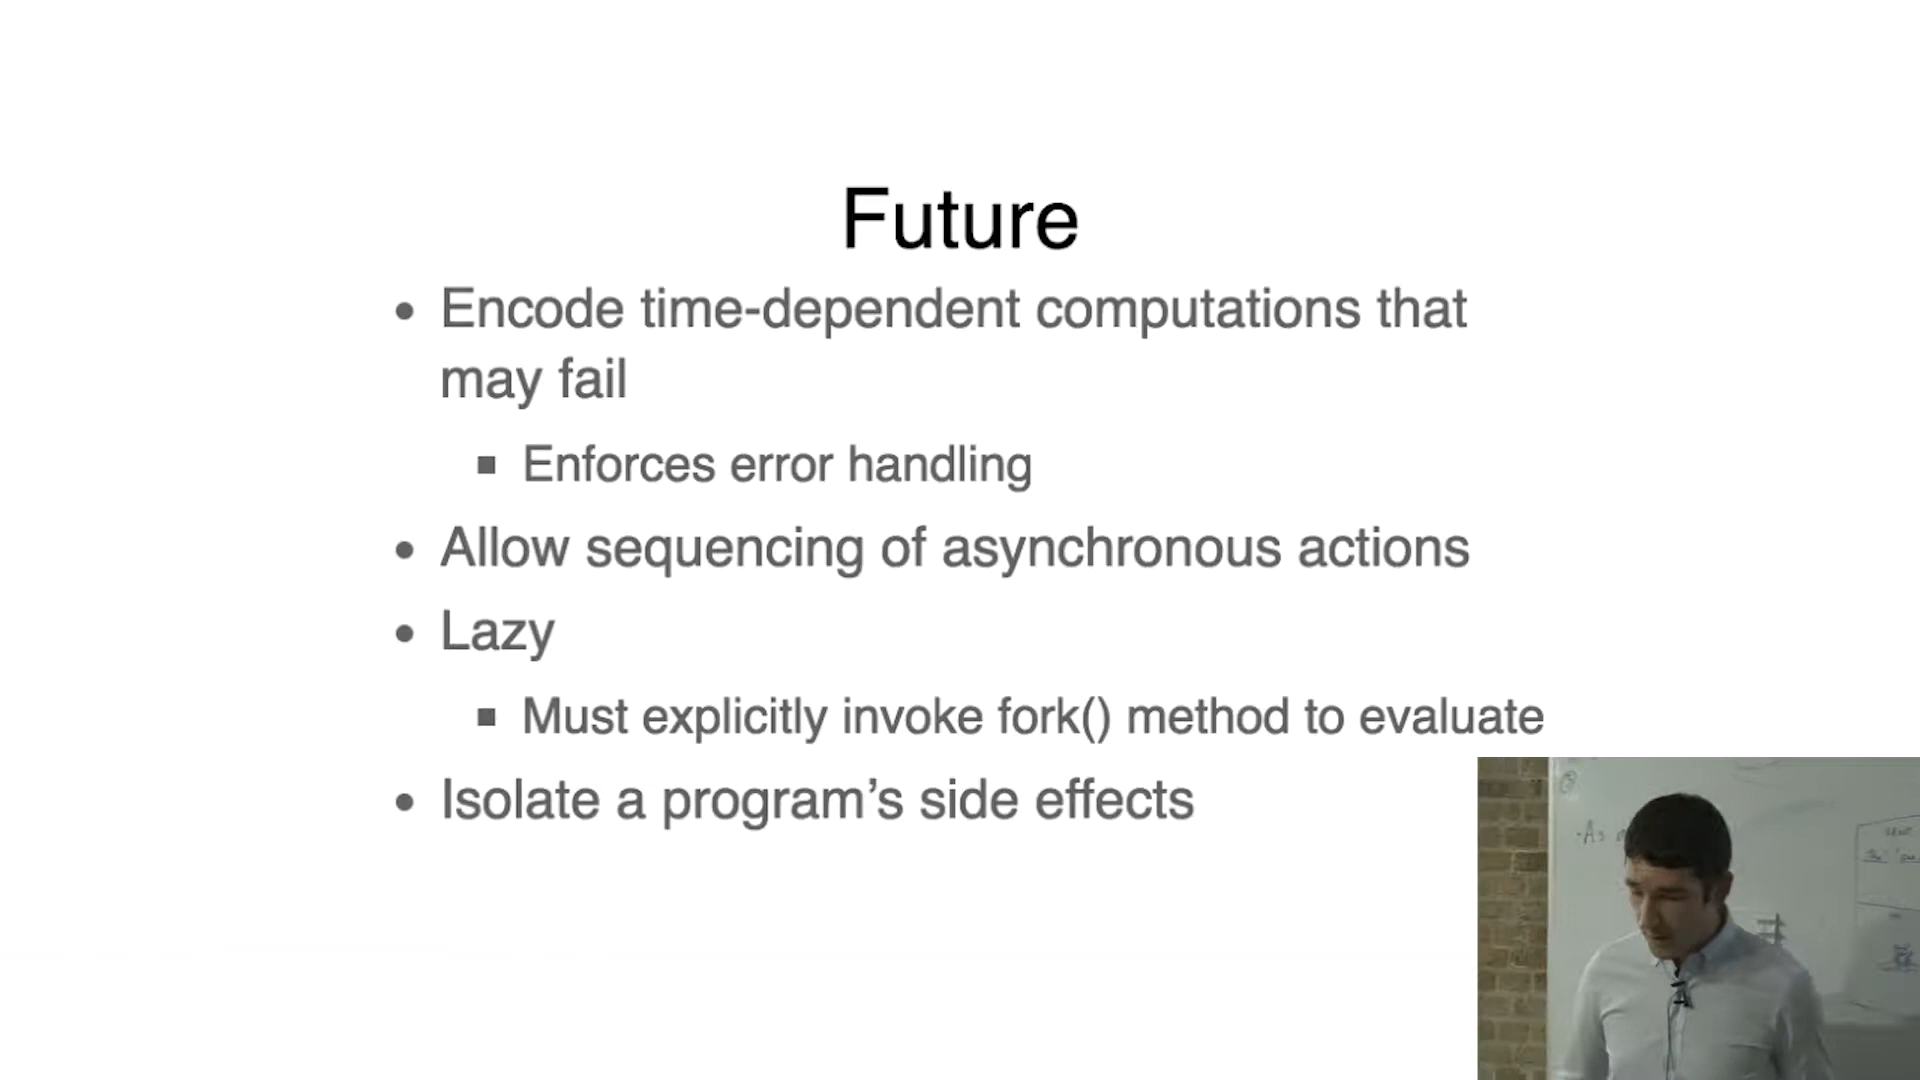 Future
• Encode time-dependent computations that
may fail
▪ Enforces error handling
• Allow sequencing of asynchronous actions
• Lazy
▪ Must explicitly invoke fork() method to evaluate
• Isolate a program’s side effects